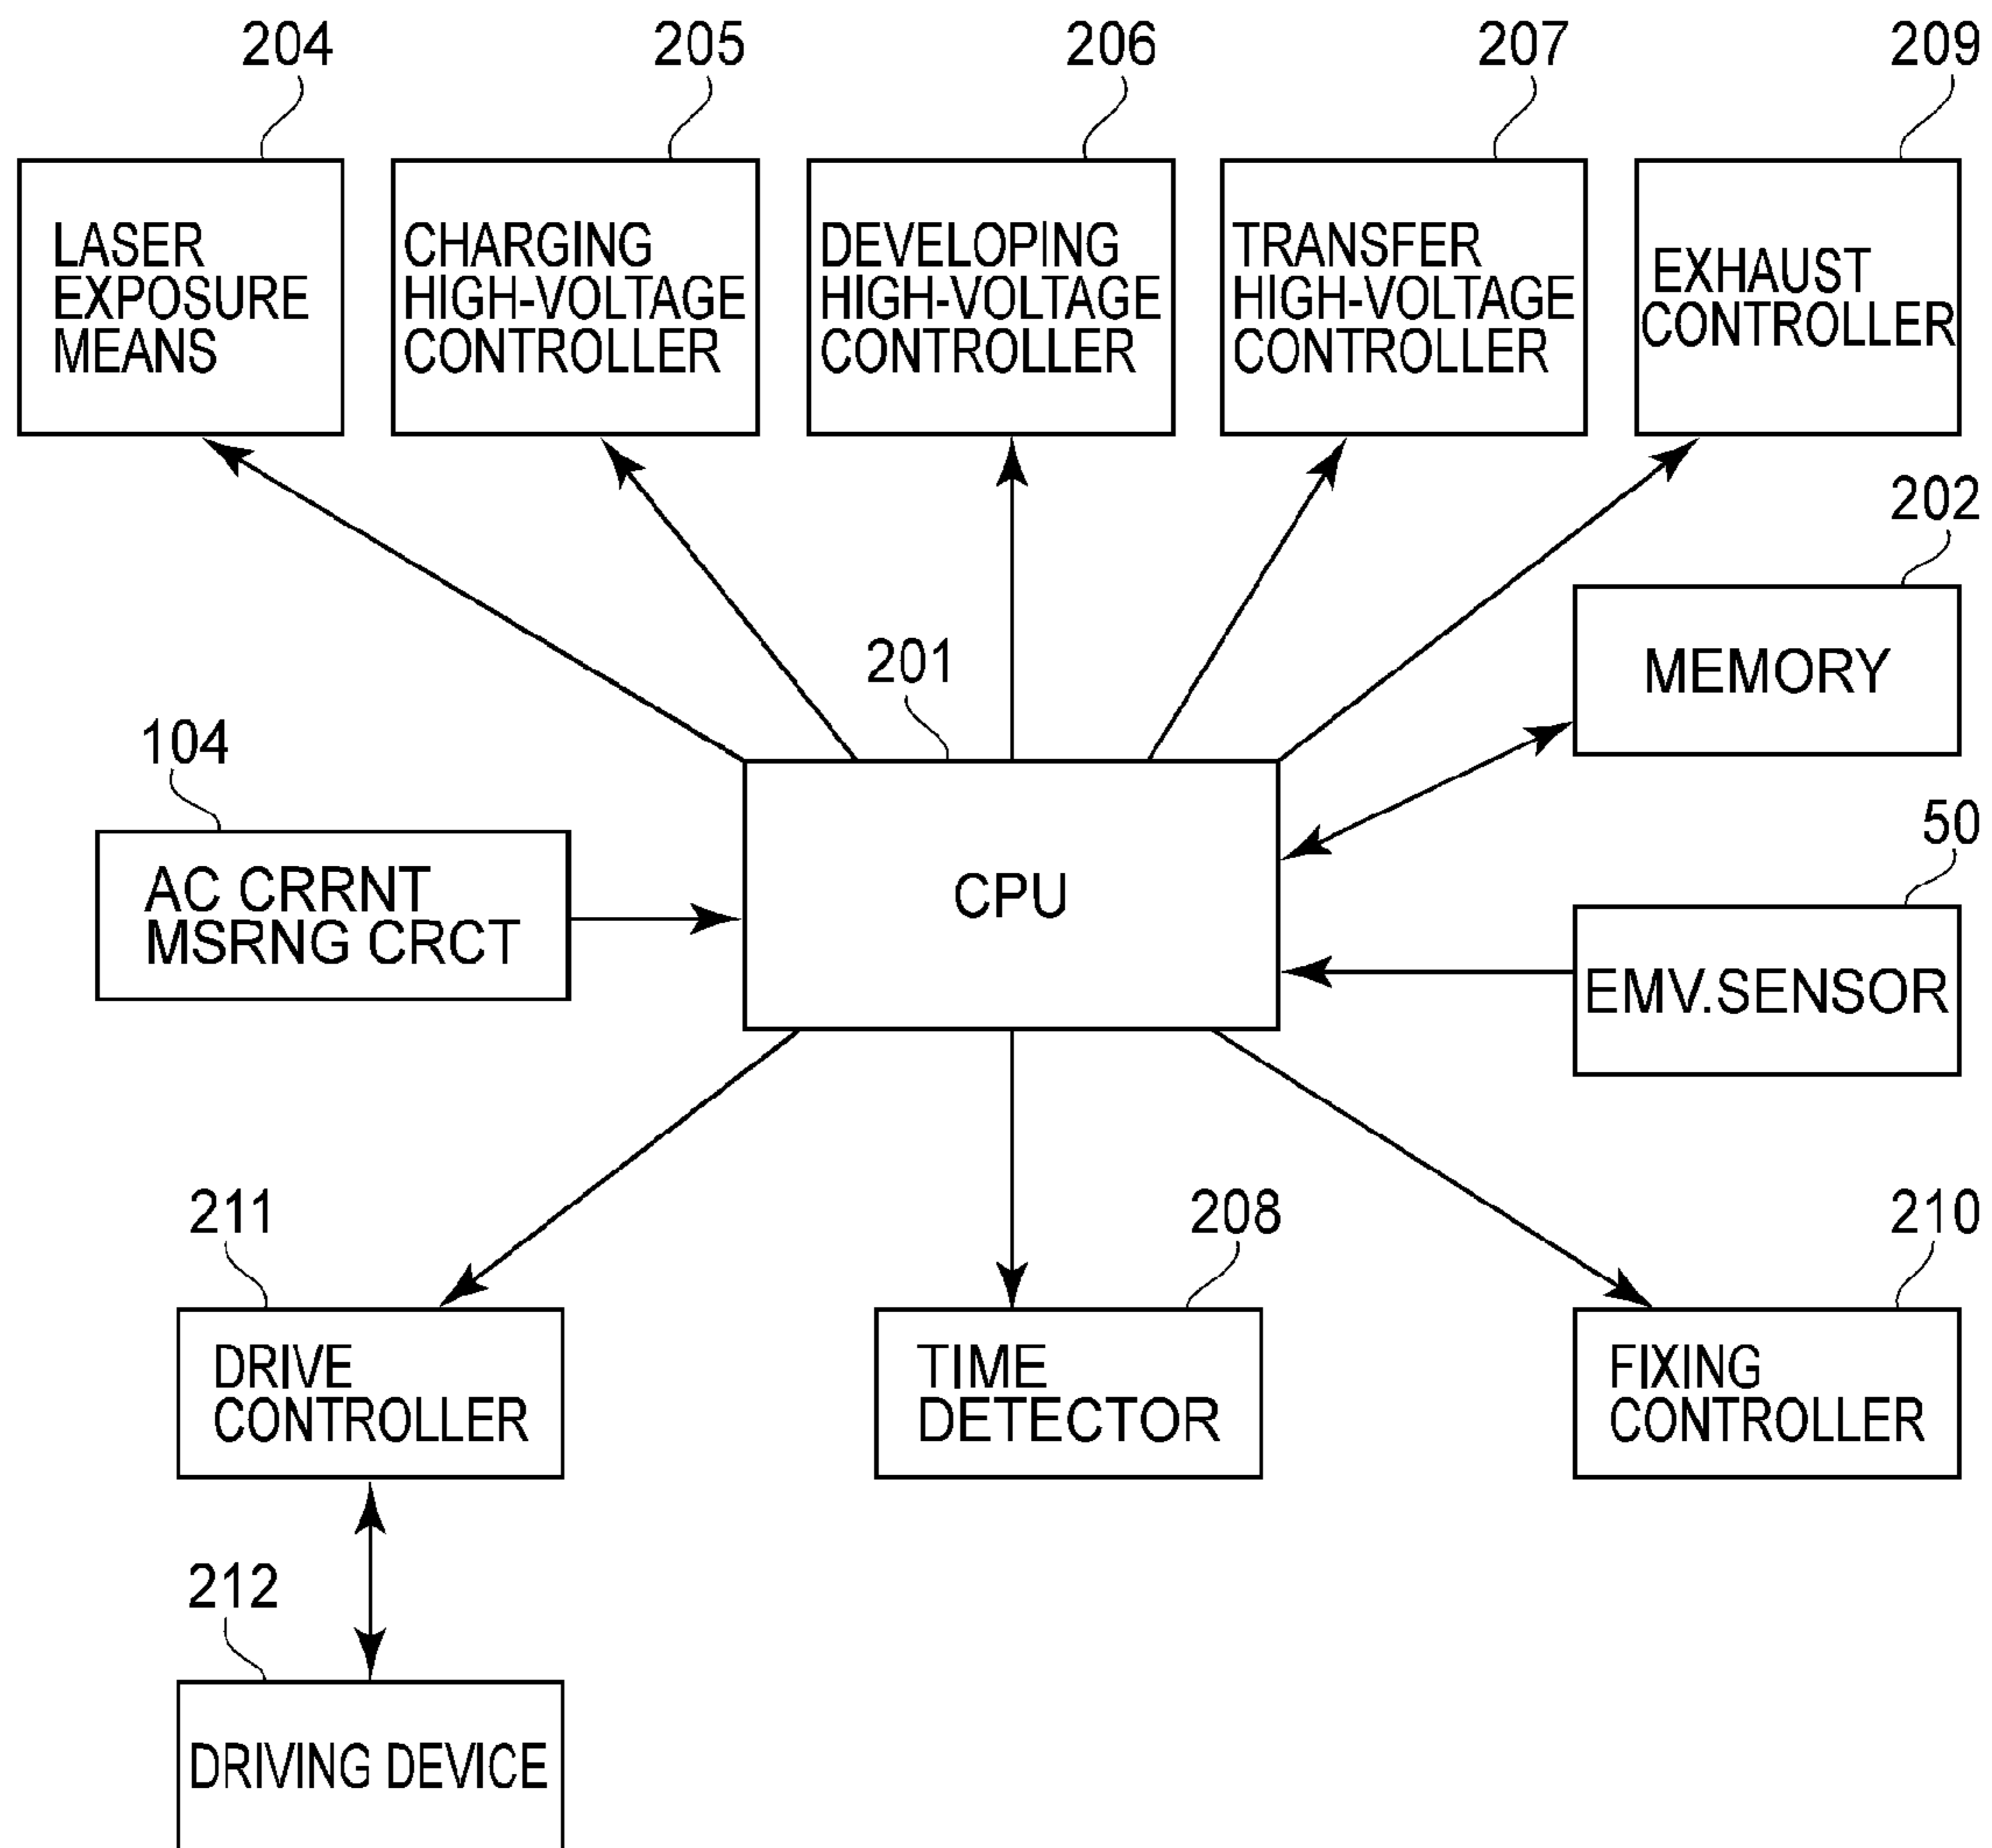 204
205
206
207
209
LASER
EXPOSURE
MEANS
CHARGING
HIGH-VOLTAGE
CONTROLLER
DEVELOPING
HIGH-VOLTAGE
CONTROLLER
TRANSFER
HIGH-VOLTAGE
CONTROLLER
EXHAUST
CONTROLLER
202
MEMORY
201
CPU
104
AC CRRNT
MSRNG CRCT
50
EMV.SENSOR
211
DRIVE
CONTROLLER
208
TIME
DETECTOR
210
FIXING
CONTROLLER
212
DRIVING DEVICE